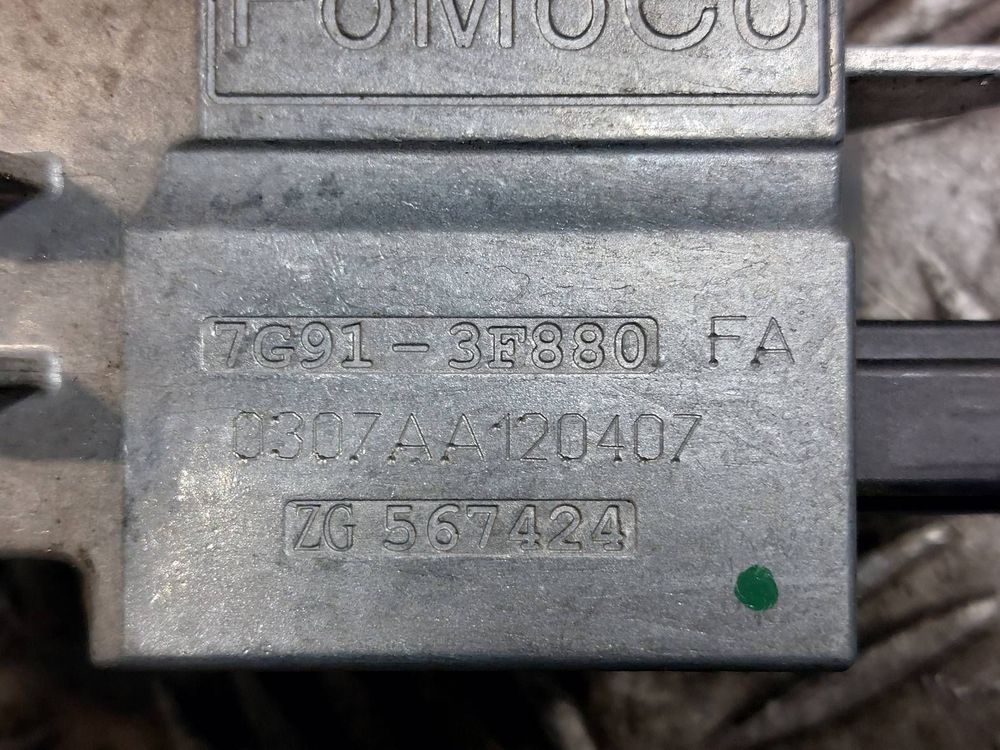 FoMoCo
7G91-3F880 FA
0307AA120407
ZG 567424